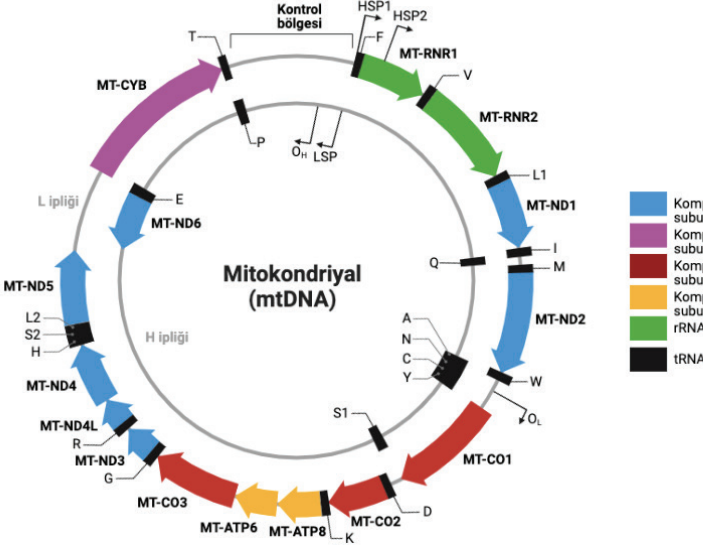 Kontrol
bölgesi
HSP1
HSP2
T
F
MT-RNR1
V
MT-CYB
MT-RNR2
P
O_H
LSP
L1
L ipliği
E
MT-ND6
MT-ND1
I
Q
M
Mitokondriyal
(mtDNA)
MT-ND5
L2
S2
H
H ipliği
A
N
C
Y
MT-ND2
W
MT-ND4
S1
O_L
MT-ND4L
R
MT-ND3
G
MT-CO1
MT-CO3
MT-ATP6
MT-ATP8
K
MT-CO2
D
Komp
subu
Komp
subu
Komp
subu
Komp
subu
rRNA
tRNA